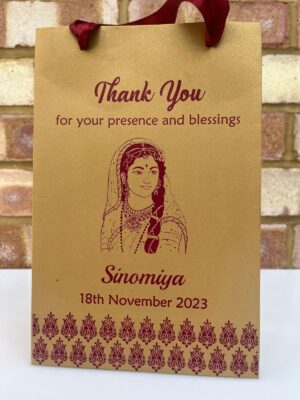 Thank You
for your presence and blessings
Sinomiya
18th November 2023